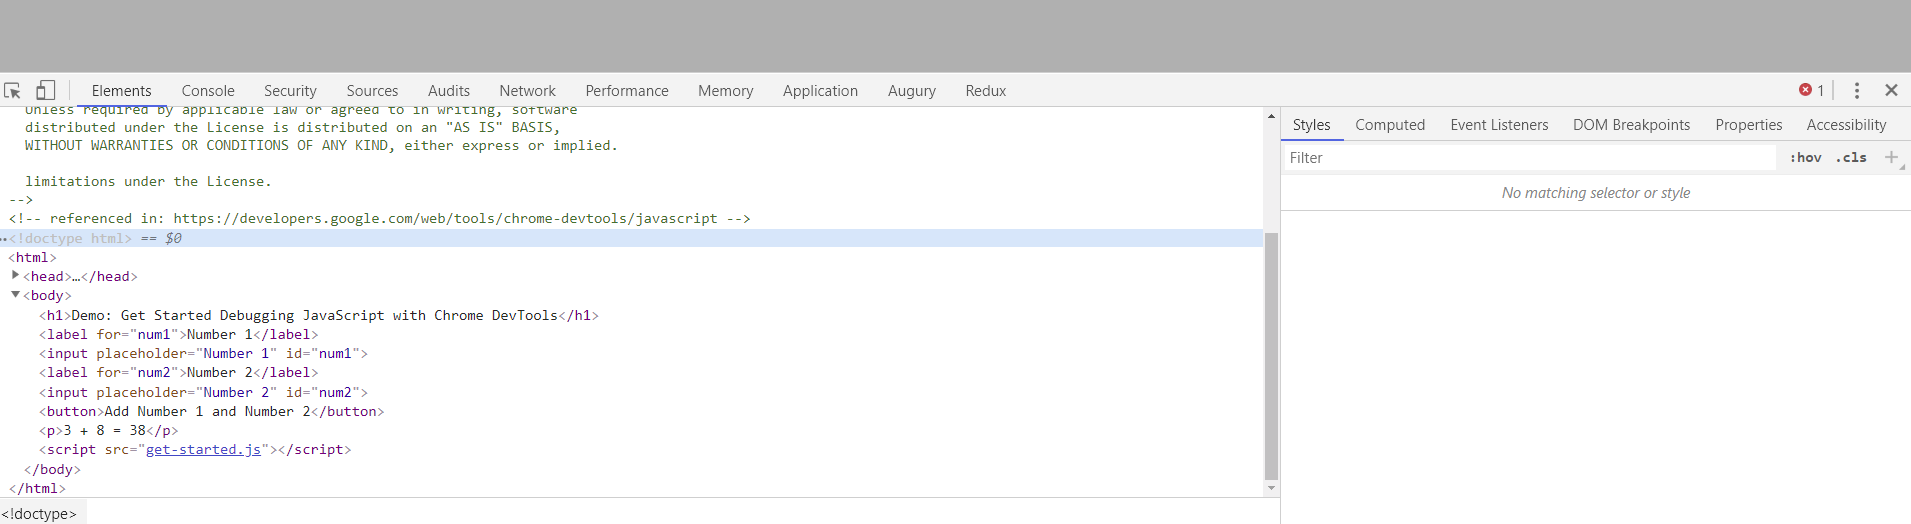 Elements Console Security Sources Audits Network Performance Memory Application Augury Redux 1
Unless required by applicable law or agreed to in writing, software
distributed under the License is distributed on an "AS IS" BASIS,
WITHOUT WARRANTIES OR CONDITIONS OF ANY KIND, either express or implied.
limitations under the License.
-->
<!-- referenced in: https://developers.google.com/web/tools/chrome-devtools/javascript -->
<!doctype html> == $0
<html>
<head>…</head>
<body>
<h1>Demo: Get Started Debugging JavaScript with Chrome DevTools</h1>
<label for="num1">Number 1</label>
<input placeholder="Number 1" id="num1">
<label for="num2">Number 2</label>
<input placeholder="Number 2" id="num2">
<button>Add Number 1 and Number 2</button>
<p>3 + 8 = 38</p>
<script src="get-started.js"></script>
</body>
</html>
<!doctype>
Styles Computed Event Listeners DOM Breakpoints Properties Accessibility
Filter :hov .cls +
No matching selector or style